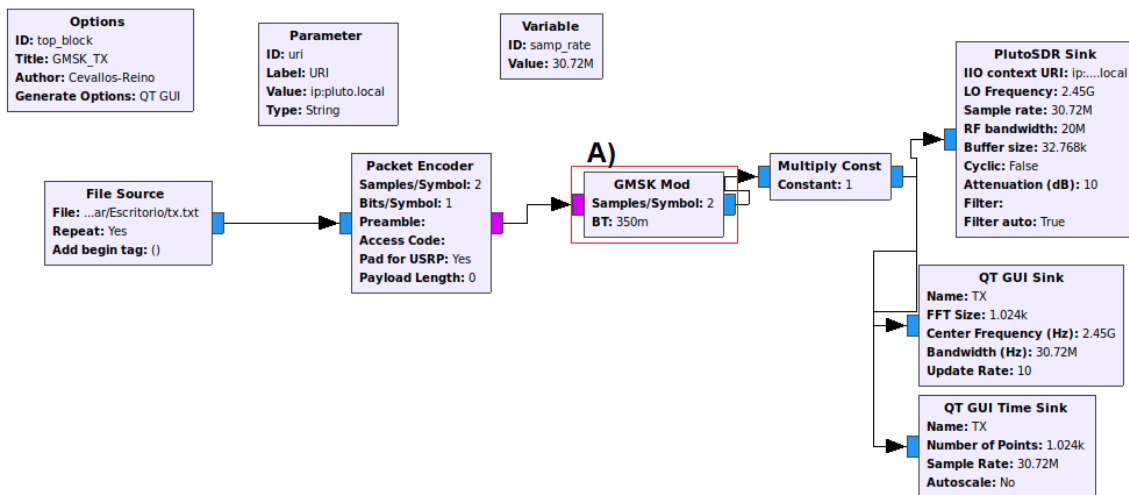 Options
ID: top_block
Title: GMSK_TX
Author: Cevallos-Reino
Generate Options: QT GUI
Parameter
ID: uri
Label: URI
Value: ip:pluto.local
Type: String
Variable
ID: samp_rate
Value: 30.72M
File Source
File: ...ar/Escritorio/tx.txt
Repeat: Yes
Add begin tag: ()
Packet Encoder
Samples/Symbol: 2
Bits/Symbol: 1
Preamble:
Access Code:
Pad for USRP: Yes
Payload Length: 0
A)
GMSK Mod
Samples/Symbol: 2
BT: 350m
Multiply Const
Constant: 1
PlutoSDR Sink
IIO context URI: ip:....local
LO Frequency: 2.45G
Sample rate: 30.72M
RF bandwidth: 20M
Buffer size: 32.768k
Cyclic: False
Attenuation (dB): 10
Filter:
Filter auto: True
QT GUI Sink
Name: TX
FFT Size: 1.024k
Center Frequency (Hz): 2.45G
Bandwidth (Hz): 30.72M
Update Rate: 10
QT GUI Time Sink
Name: TX
Number of Points: 1.024k
Sample Rate: 30.72M
Autoscale: No